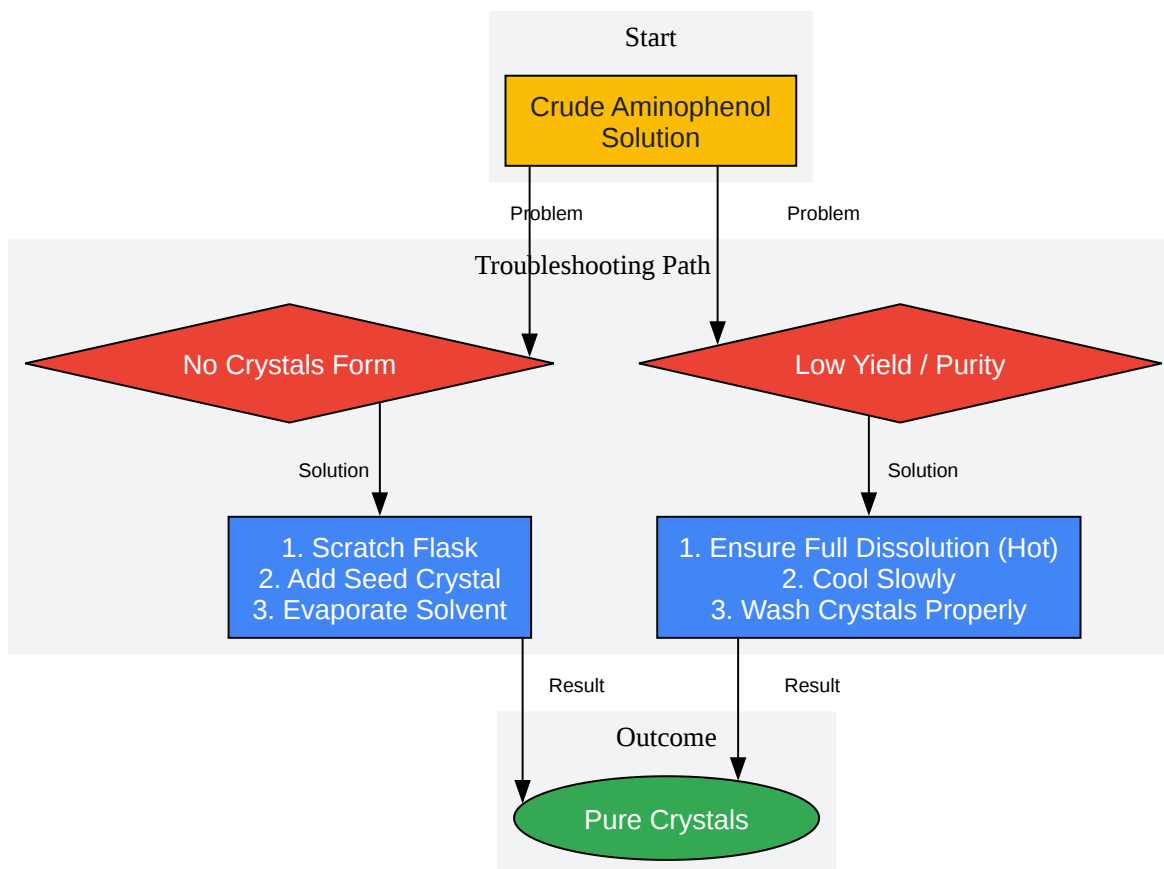 Start
Crude Aminophenol
Solution
Problem
Problem
Troubleshooting Path
No Crystals Form
Low Yield / Purity
Solution
Solution
1. Scratch Flask
2. Add Seed Crystal
3. Evaporate Solvent
1. Ensure Full Dissolution (Hot)
2. Cool Slowly
3. Wash Crystals Properly
Result
Result
Outcome
Pure Crystals